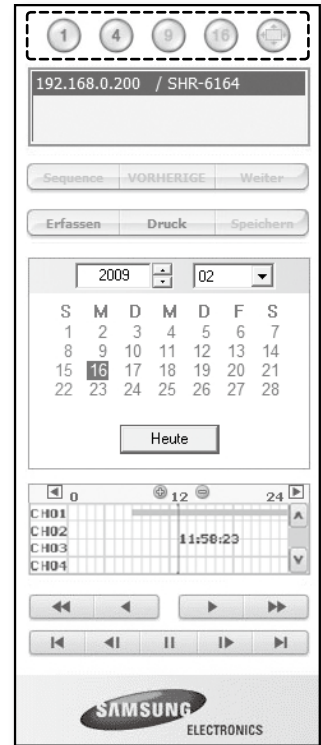 1 4 9 16
192.168.0.200 / SHR-6164
Sequence VORHERIGE Weiter
Erfassen Druck Speichern
2009 02
S M D M D F S
1 2 3 4 5 6 7
8 9 10 11 12 13 14
15 16 17 18 19 20 21
22 23 24 25 26 27 28
Heute
0 12 24
CH01
CH02
11:58:23
CH03
CH04
SAMSUNG
ELECTRONICS